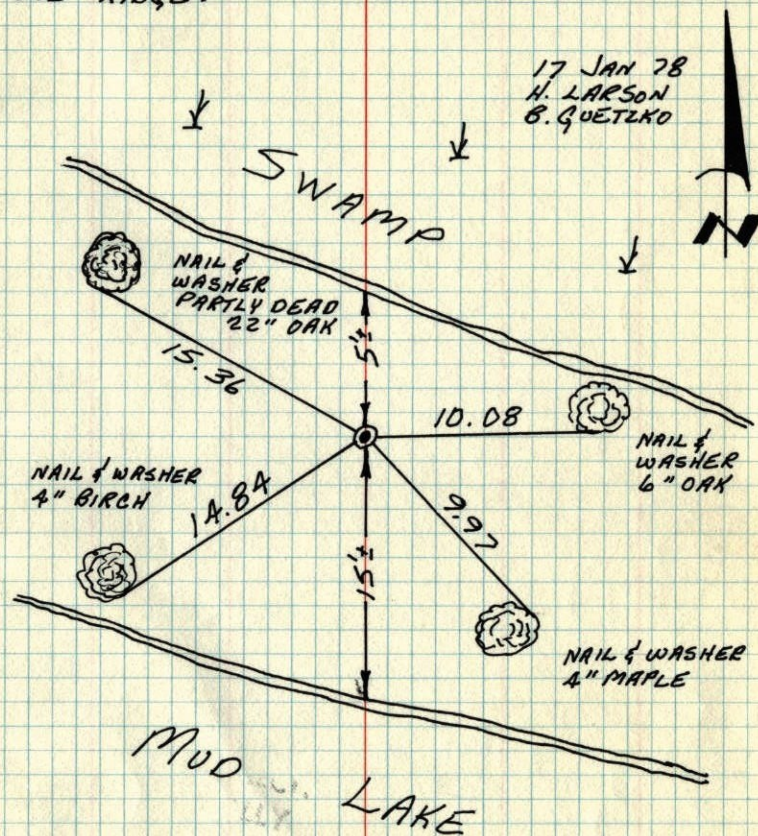 17 JAN 78
H. LARSON
B. GUETZKO
N
SWAMP
NAIL &
WASHER
PARTLY DEAD
22" OAK
15.36
5'±
10.08
NAIL &
WASHER
6" OAK
NAIL & WASHER
4" BIRCH
14.84
9.97
15'±
NAIL & WASHER
4" MAPLE
MUD
LAKE